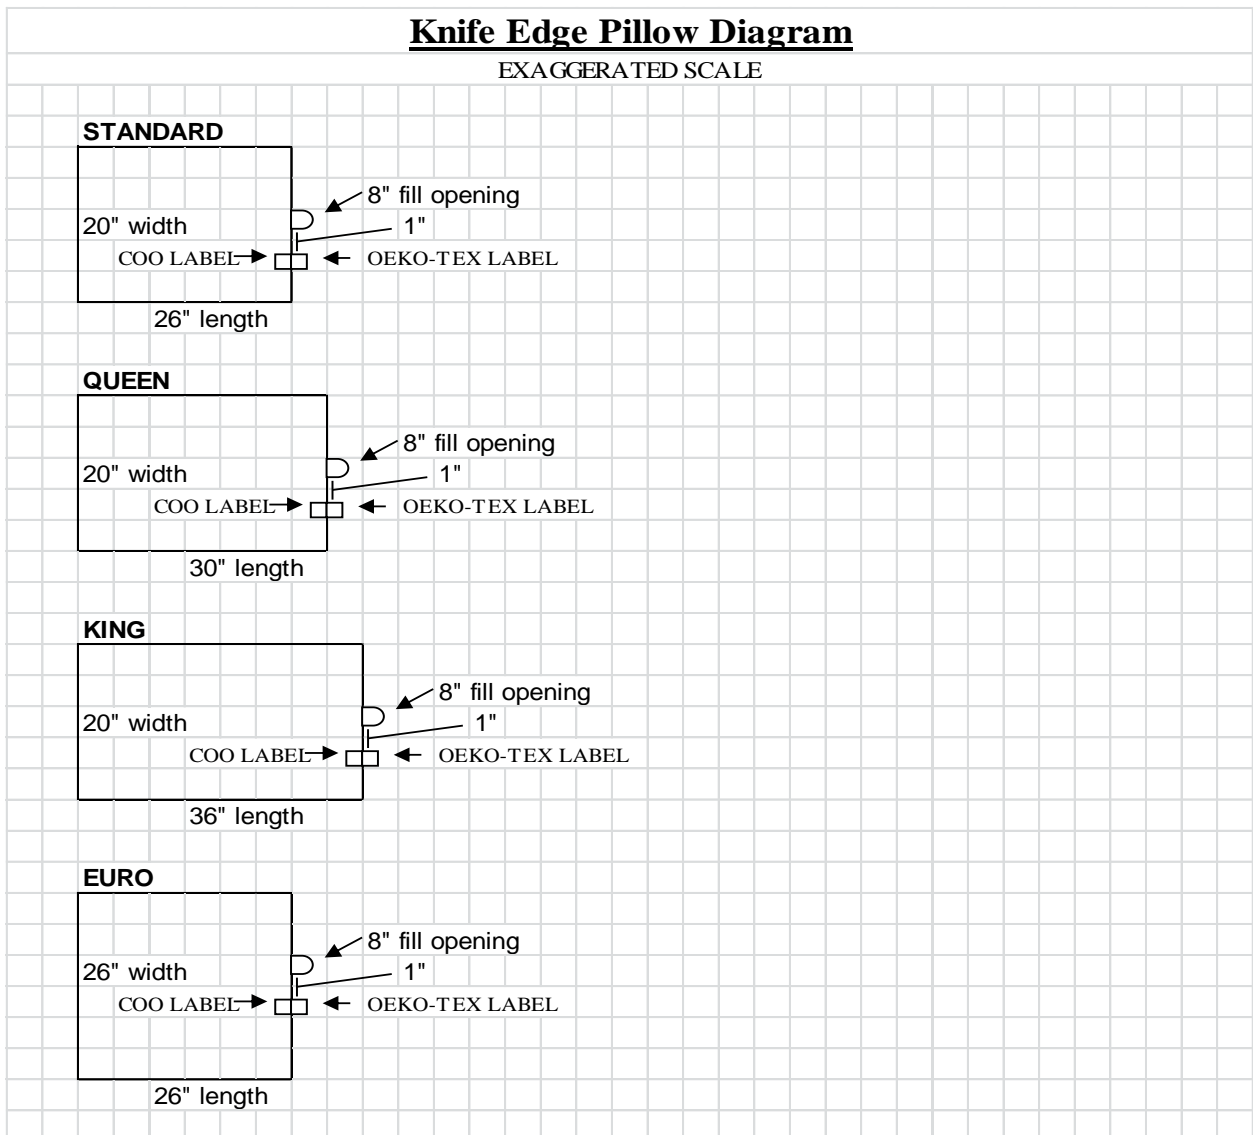 Knife Edge Pillow Diagram
EXAGGERATED SCALE
STANDARD
8" fill opening
20" width
1"
COO LABEL
OEKO-TEX LABEL
26" length
QUEEN
8" fill opening
20" width
1"
COO LABEL
OEKO-TEX LABEL
30" length
KING
8" fill opening
20" width
1"
COO LABEL
OEKO-TEX LABEL
36" length
EURO
8" fill opening
26" width
1"
COO LABEL
OEKO-TEX LABEL
26" length